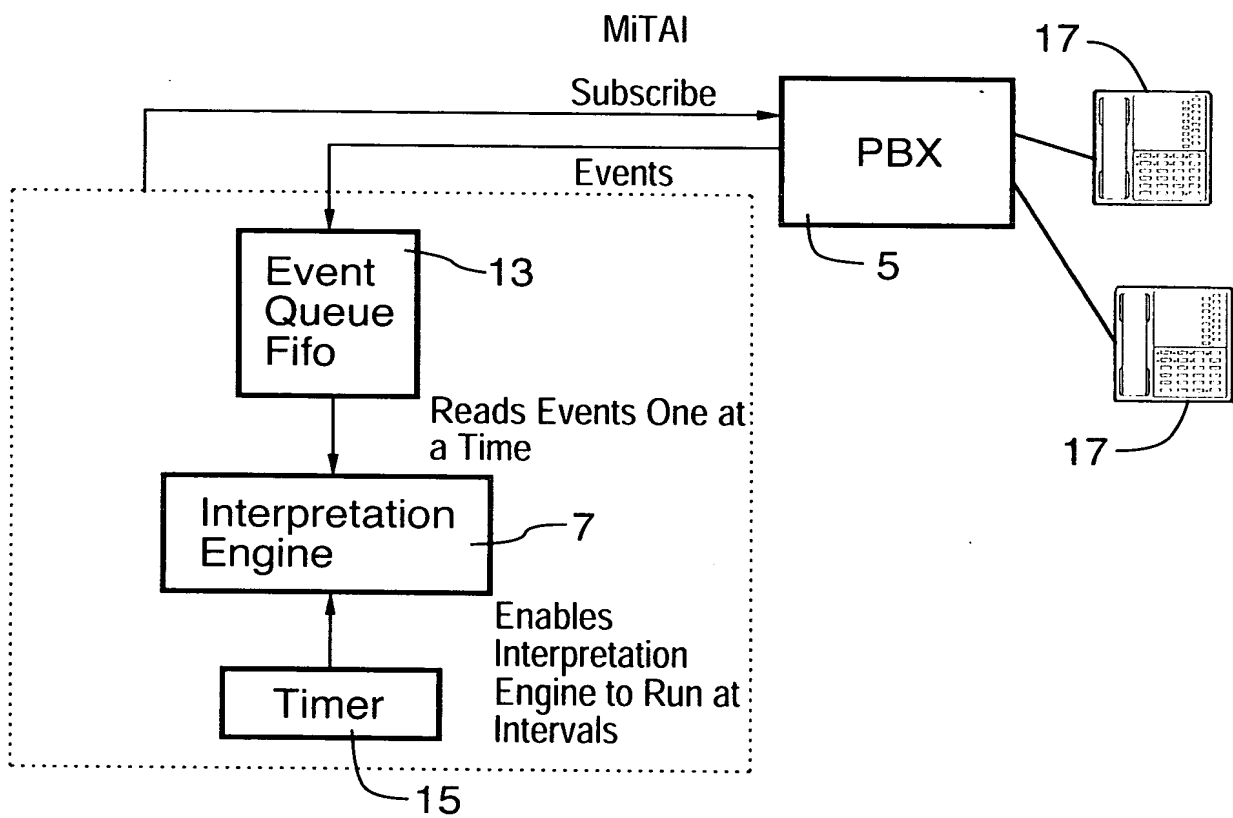 MiTAI
17
Subscribe
PBX
Events
5
Event
Queue
Fifo
13
17
Reads Events One at
a Time
Interpretation
Engine
7
Enables
Interpretation
Engine to Run at
Intervals
Timer
15